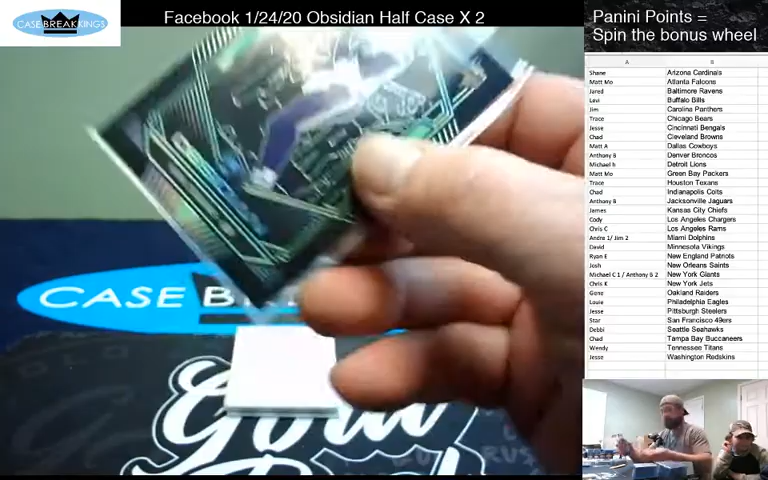 CASE BREAKKINGS
Facebook 1/24/20 Obsidian Half Case X 2
Panini Points =
Spin the bonus wheel
A B
Shane Arizona Cardinals
Matt Mo Atlanta Falcons
Jared Baltimore Ravens
Levi Buffalo Bills
Jim Carolina Panthers
Trace Chicago Bears
Jesse Cincinnati Bengals
Chad Cleveland Browns
Matt A Dallas Cowboys
Anthony B Denver Broncos
Michael h Detroit Lions
Matt Mo Green Bay Packers
Trace Houston Texans
Chad Indianapolis Colts
Anthony B Jacksonville Jaguars
James Kansas City Chiefs
Cody Los Angeles Chargers
Chris C Los Angeles Rams
Andra 1/ Jim 2 Miami Dolphins
David Minnesota Vikings
Ryan E New England Patriots
Josh New Orleans Saints
Michael C 1 / Anthony B 2 New York Giants
Chris K New York Jets
Gene Oakland Raiders
Louie Philadelphia Eagles
Jesse Pittsburgh Steelers
Star San Francisco 49ers
Debbi Seattle Seahawks
Chad Tampa Bay Buccaneers
Wendy Tennessee Titans
Jesse Washington Redskins
CASE B
Gold